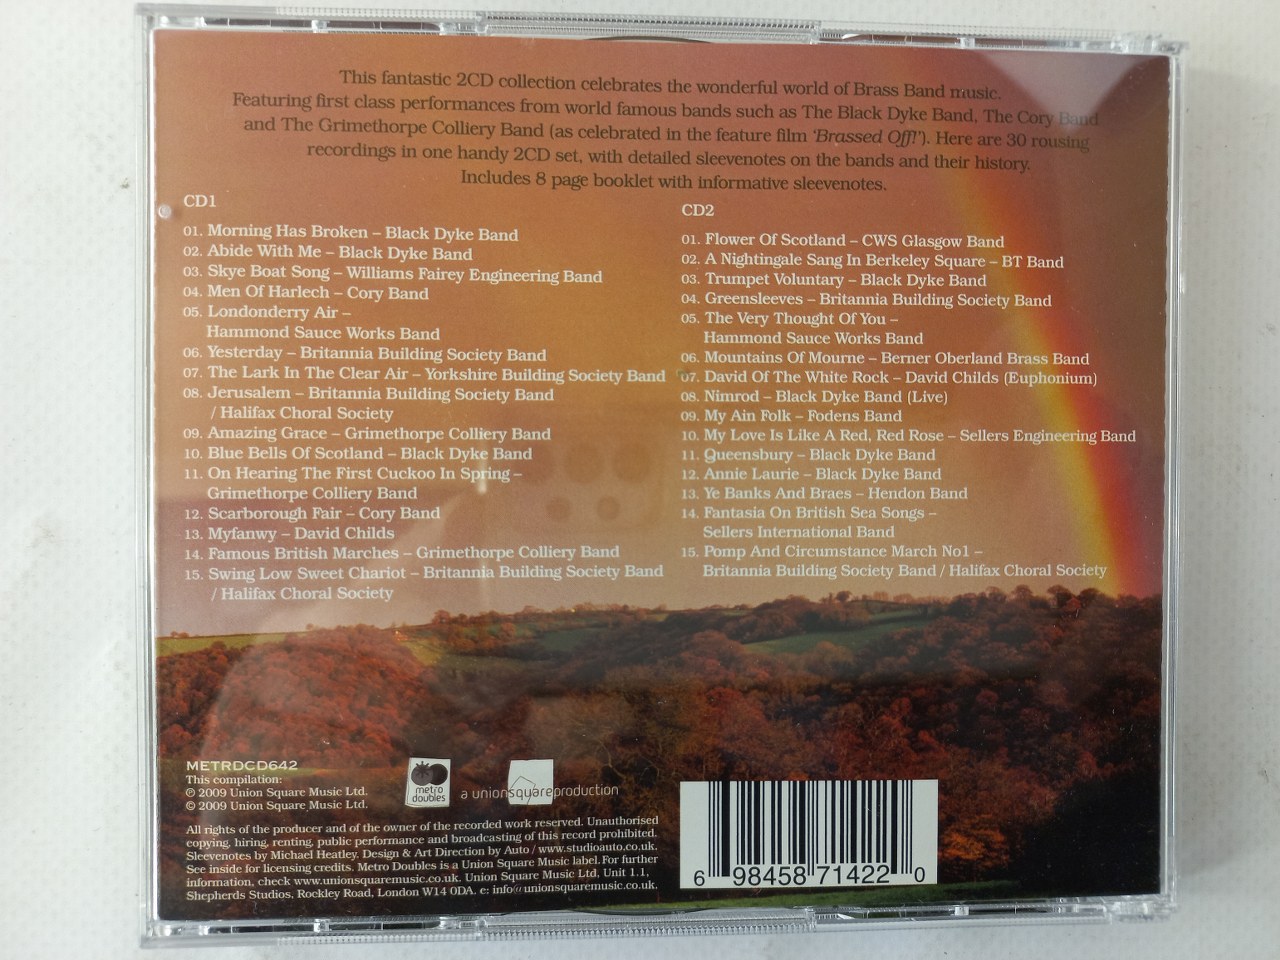 This fantastic 2CD collection celebrates the wonderful world of Brass Band music.
Featuring first class performances from world famous bands such as The Black Dyke Band, The Cory Band
and The Grimethorpe Colliery Band (as celebrated in the feature film 'Brassed Off!'). Here are 30 rousing
recordings in one handy 2CD set, with detailed sleevenotes on the bands and their history.
Includes 8 page booklet with informative sleevenotes.
CD1
01. Morning Has Broken – Black Dyke Band
02. Abide With Me – Black Dyke Band
03. Skye Boat Song – Williams Fairey Engineering Band
04. Men Of Harlech – Cory Band
05. Londonderry Air –
Hammond Sauce Works Band
06. Yesterday – Britannia Building Society Band
07. The Lark In The Clear Air – Yorkshire Building Society Band
08. Jerusalem – Britannia Building Society Band
/ Halifax Choral Society
09. Amazing Grace – Grimethorpe Colliery Band
10. Blue Bells Of Scotland – Black Dyke Band
11. On Hearing The First Cuckoo In Spring –
Grimethorpe Colliery Band
12. Scarborough Fair – Cory Band
13. Myfanwy – David Childs
14. Famous British Marches – Grimethorpe Colliery Band
15. Swing Low Sweet Chariot – Britannia Building Society Band
/ Halifax Choral Society
CD2
01. Flower Of Scotland – CWS Glasgow Band
02. A Nightingale Sang In Berkeley Square – BT Band
03. Trumpet Voluntary – Black Dyke Band
04. Greensleeves – Britannia Building Society Band
05. The Very Thought Of You –
Hammond Sauce Works Band
06. Mountains Of Mourne – Berner Oberland Brass Band
07. David Of The White Rock – David Childs (Euphonium)
08. Nimrod – Black Dyke Band (Live)
09. My Ain Folk – Fodens Band
10. My Love Is Like A Red, Red Rose – Sellers Engineering Band
11. Queensbury – Black Dyke Band
12. Annie Laurie – Black Dyke Band
13. Ye Banks And Braes – Hendon Band
14. Fantasia On British Sea Songs –
Sellers International Band
15. Pomp And Circumstance March No1 –
Britannia Building Society Band / Halifax Choral Society
METRDCD642
This compilation:
℗ 2009 Union Square Music Ltd.
© 2009 Union Square Music Ltd.
metro
doubles
a unionsquareproduction
All rights of the producer and of the owner of the recorded work reserved. Unauthorised
copying, hiring, renting, public performance and broadcasting of this record prohibited.
Sleevenotes by Michael Heatley. Design & Art Direction by Auto / www.studioauto.co.uk.
See inside for licensing credits. Metro Doubles is a Union Square Music label. For further
information, check www.unionsquaremusic.co.uk. Union Square Music Ltd, Unit 1.1,
Shepherds Studios, Rockley Road, London W14 0DA. e: info@unionsquaremusic.co.uk.
6 98458 71422 0